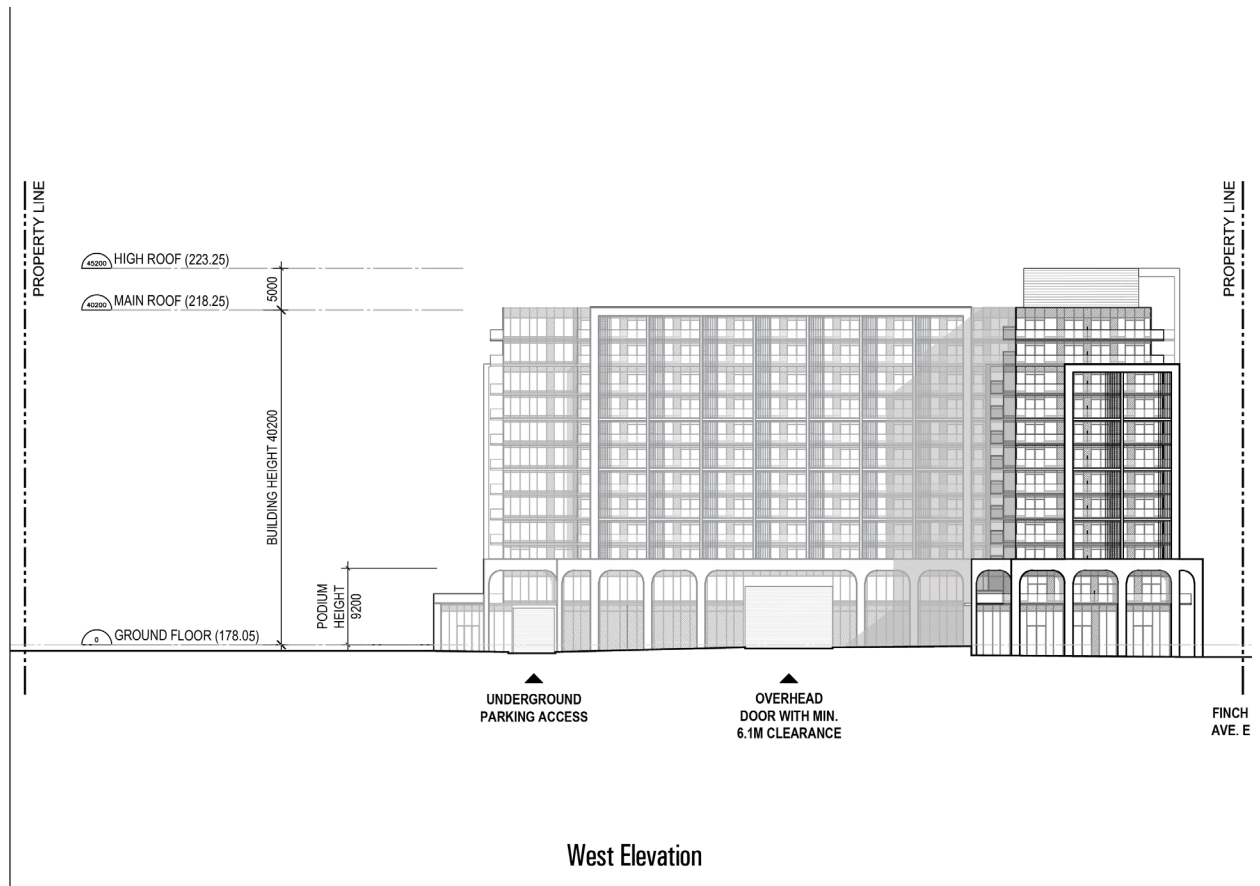 PROPERTY LINE
PROPERTY LINE
45200 HIGH ROOF (223.25)
5000
40200 MAIN ROOF (218.25)
BUILDING HEIGHT 40200
PODIUM
HEIGHT
9200
0 GROUND FLOOR (178.05)
UNDERGROUND
PARKING ACCESS
OVERHEAD
DOOR WITH MIN.
6.1M CLEARANCE
FINCH
AVE. E
West Elevation